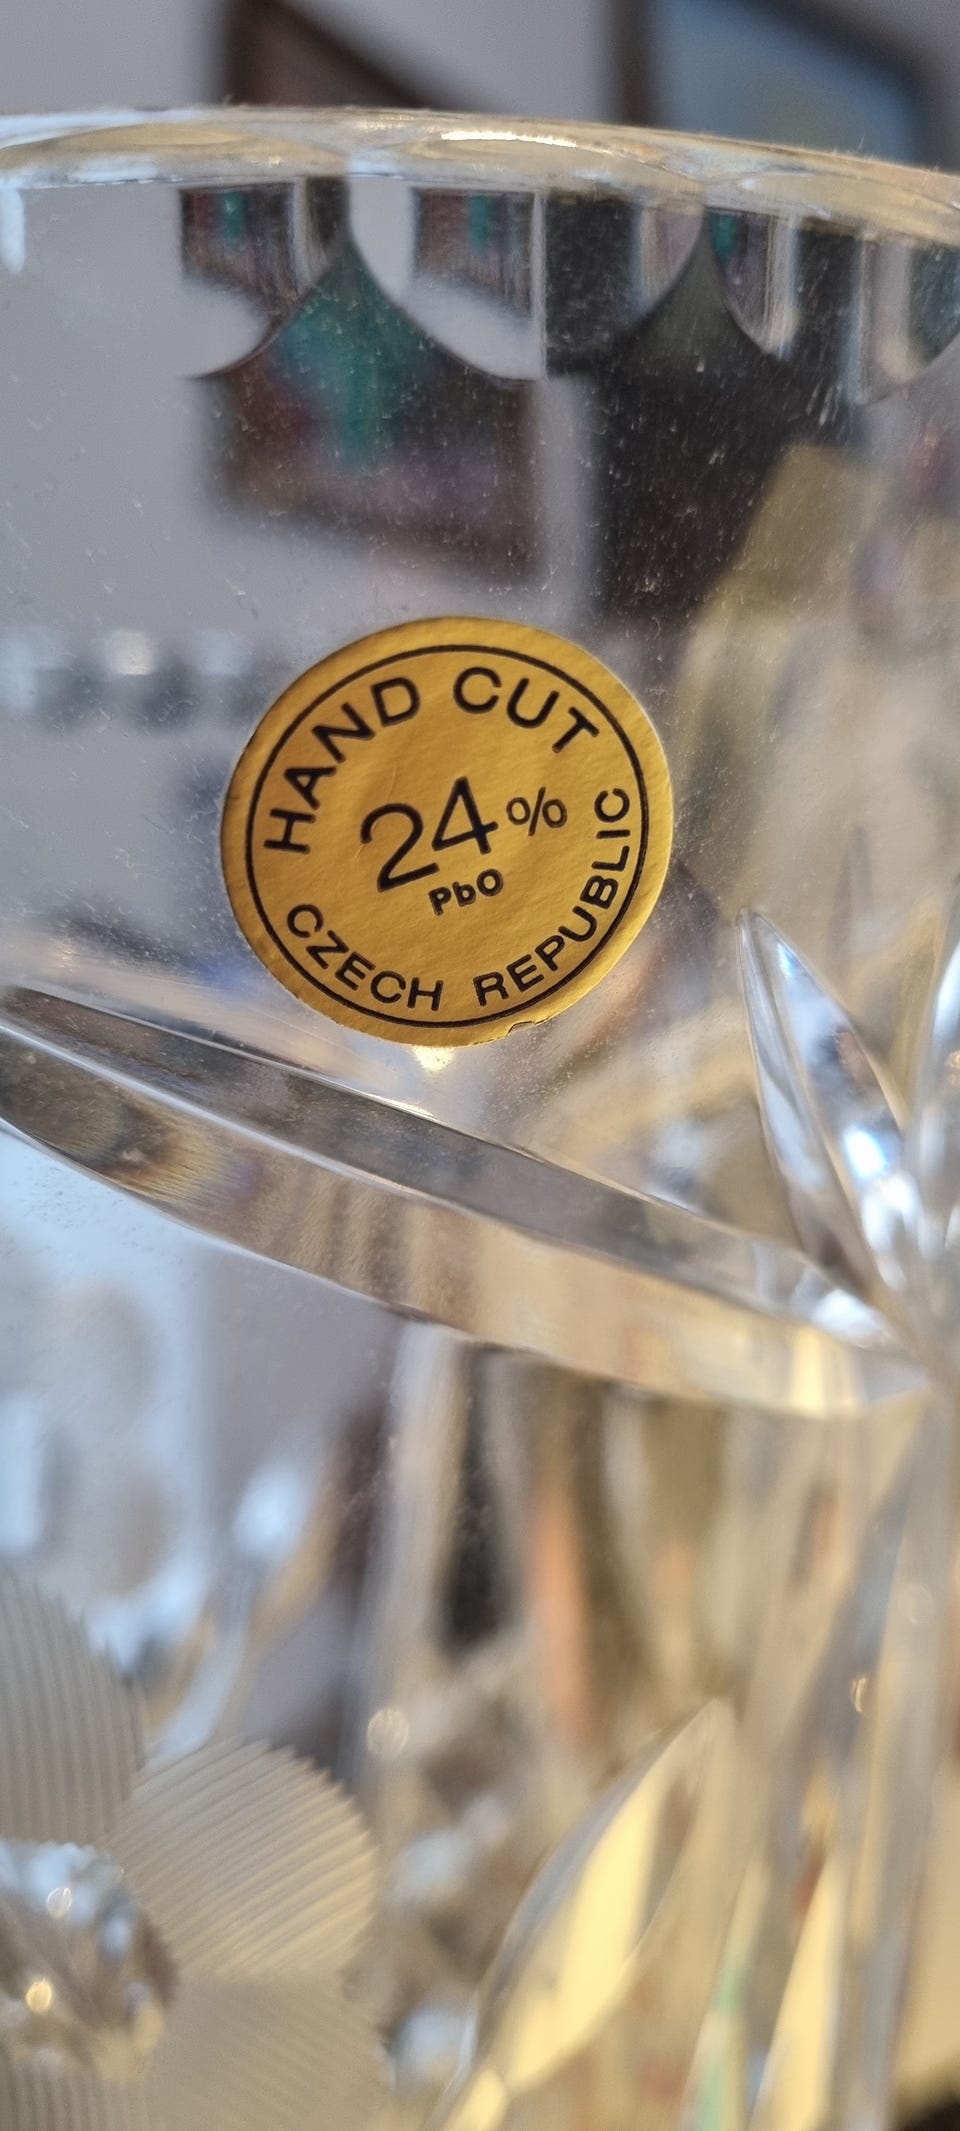 HAND CUT
24%
PbO
CZECH REPUBLIC